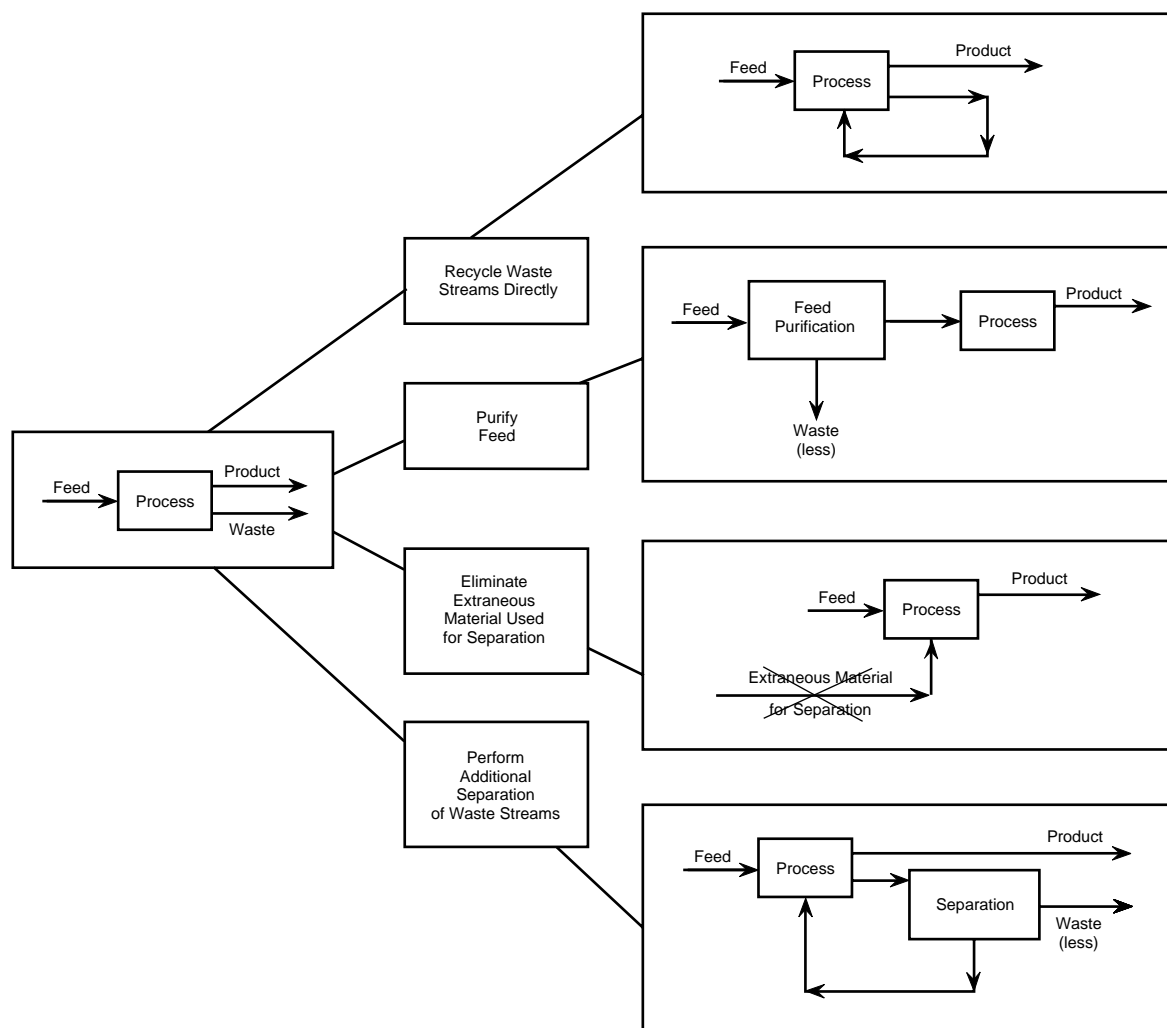 Feed
Process
Product
Waste
Recycle Waste
Streams Directly
Purify
Feed
Eliminate
Extraneous
Material Used
for Separation
Perform
Additional
Separation
of Waste Streams
Feed
Process
Product
Feed
Feed
Purification
Process
Product
Waste
(less)
Feed
Process
Product
Extraneous Material
for Separation
Feed
Process
Product
Separation
Waste
(less)